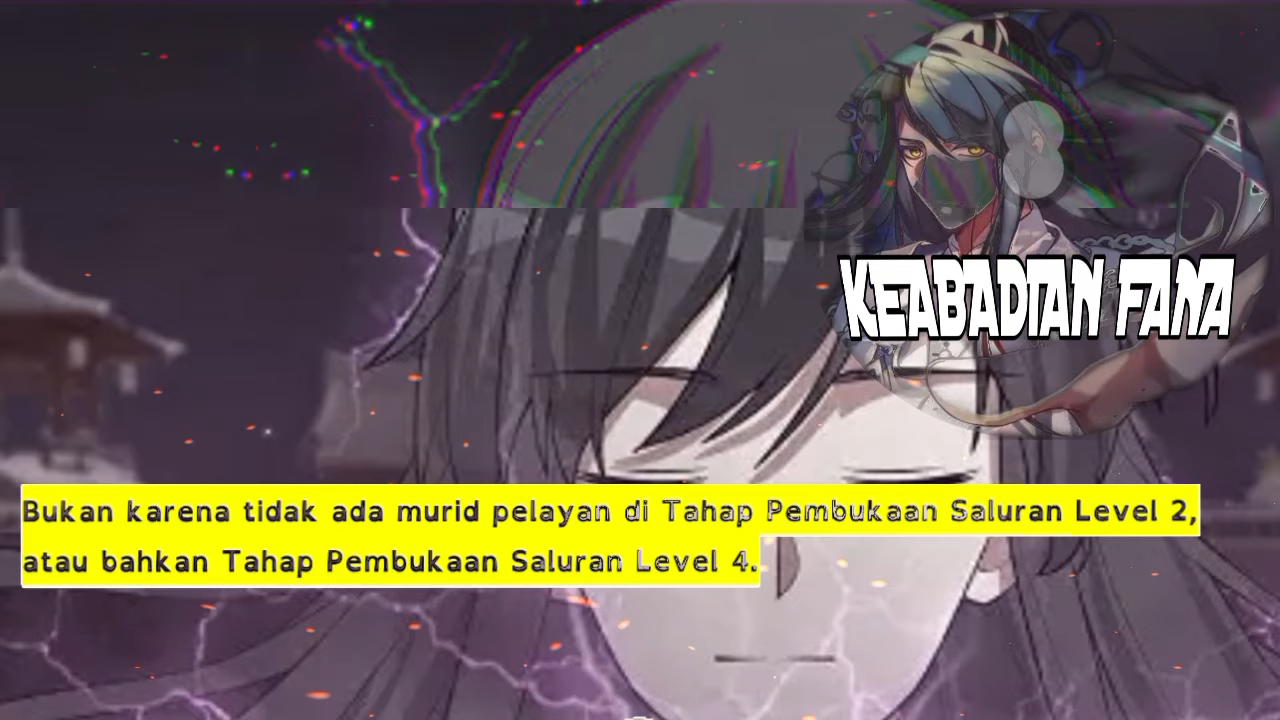 KEABADIAN FANA
Bukan karena tidak ada murid pelayan di Tahap Pembukaan Saluran Level 2,
atau bahkan Tahap Pembukaan Saluran Level 4.